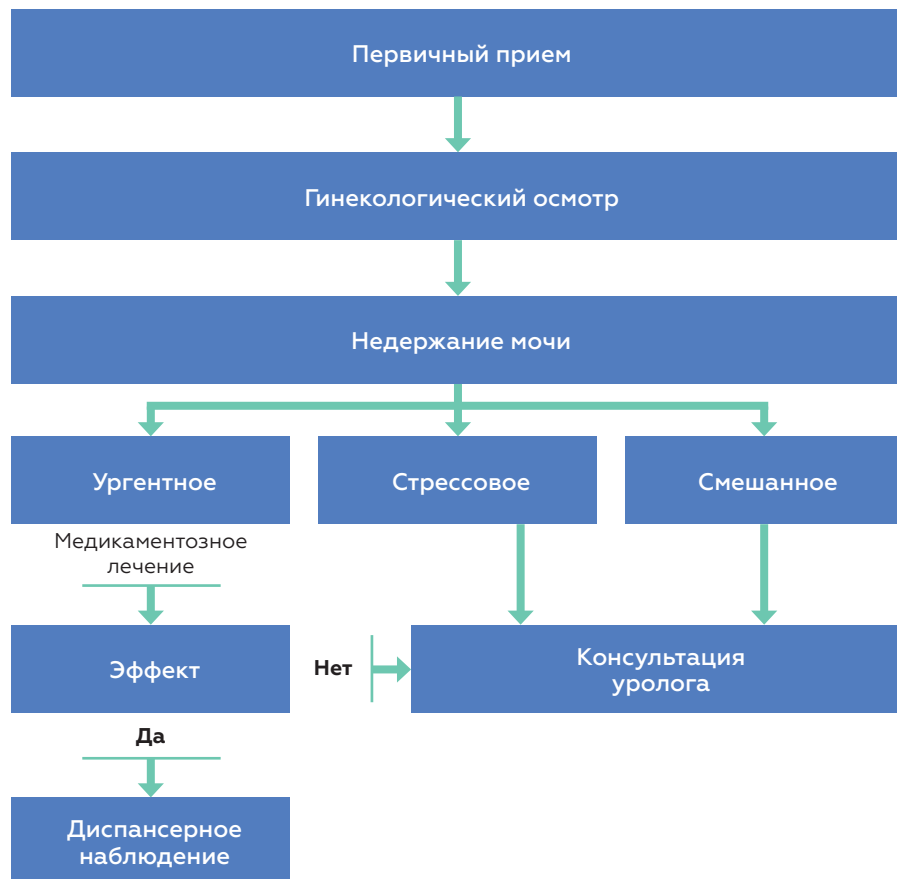 Первичный прием
Гинекологический осмотр
Недержание мочи
Ургентное
Стрессовое
Смешанное
Медикаментозное
лечение
Эффект
Нет
Консультация
уролога
Да
Диспансерное
наблюдение